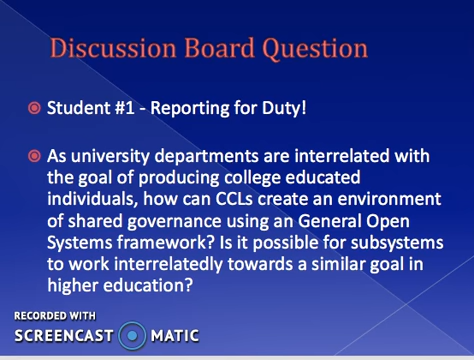 Discussion Board Question
Student #1 - Reporting for Duty!
As university departments are interrelated with
the goal of producing college educated
individuals, how can CCLs create an environment
of shared governance using an General Open
Systems framework? Is it possible for subsystems
to work interrelatedly towards a similar goal in
higher education?
RECORDED WITH
SCREENCAST MATIC